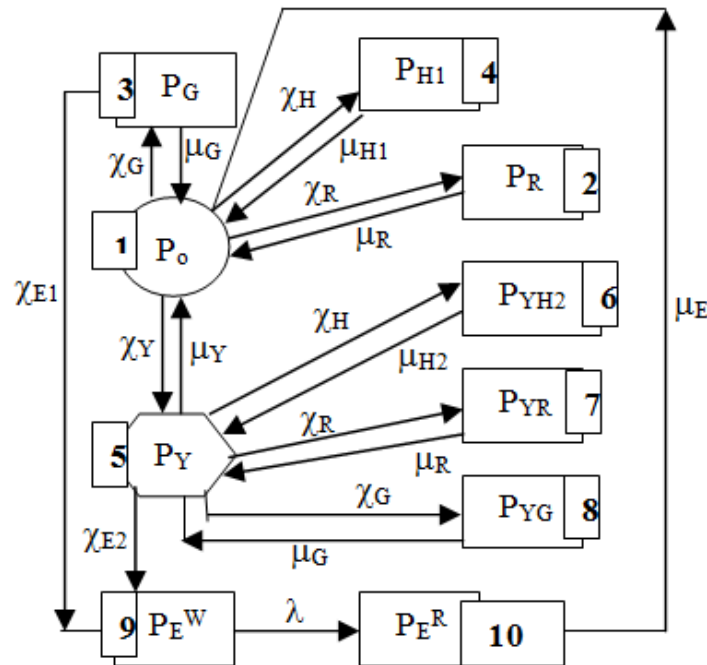 3 P_G
P_H1 4
χ_H
μ_H1
χ_G μ_G
P_R 2
χ_R
μ_R
1 P_o
χ_E1
P_YH2 6
χ_H
μ_H2
μ_E
χ_Y μ_Y
P_YR 7
χ_R
μ_R
5 P_Y
P_YG 8
χ_G
μ_G
χ_E2
9 P_E^W
λ
P_E^R 10